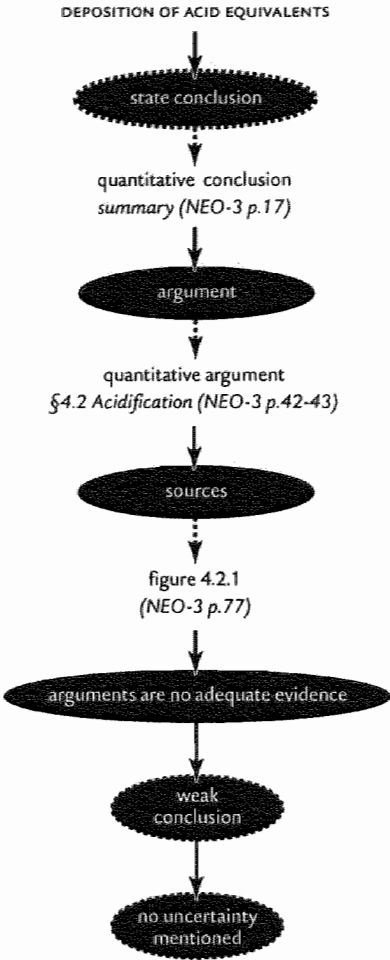 DEPOSITION OF ACID EQUIVALENTS
state conclusion
quantitative conclusion
summary (NEO-3 p.17)
argument
quantitative argument
§4.2 Acidification (NEO-3 p.42-43)
sources
figure 4.2.1
(NEO-3 p.77)
arguments are no adequate evidence
weak
conclusion
no uncertainty
mentioned